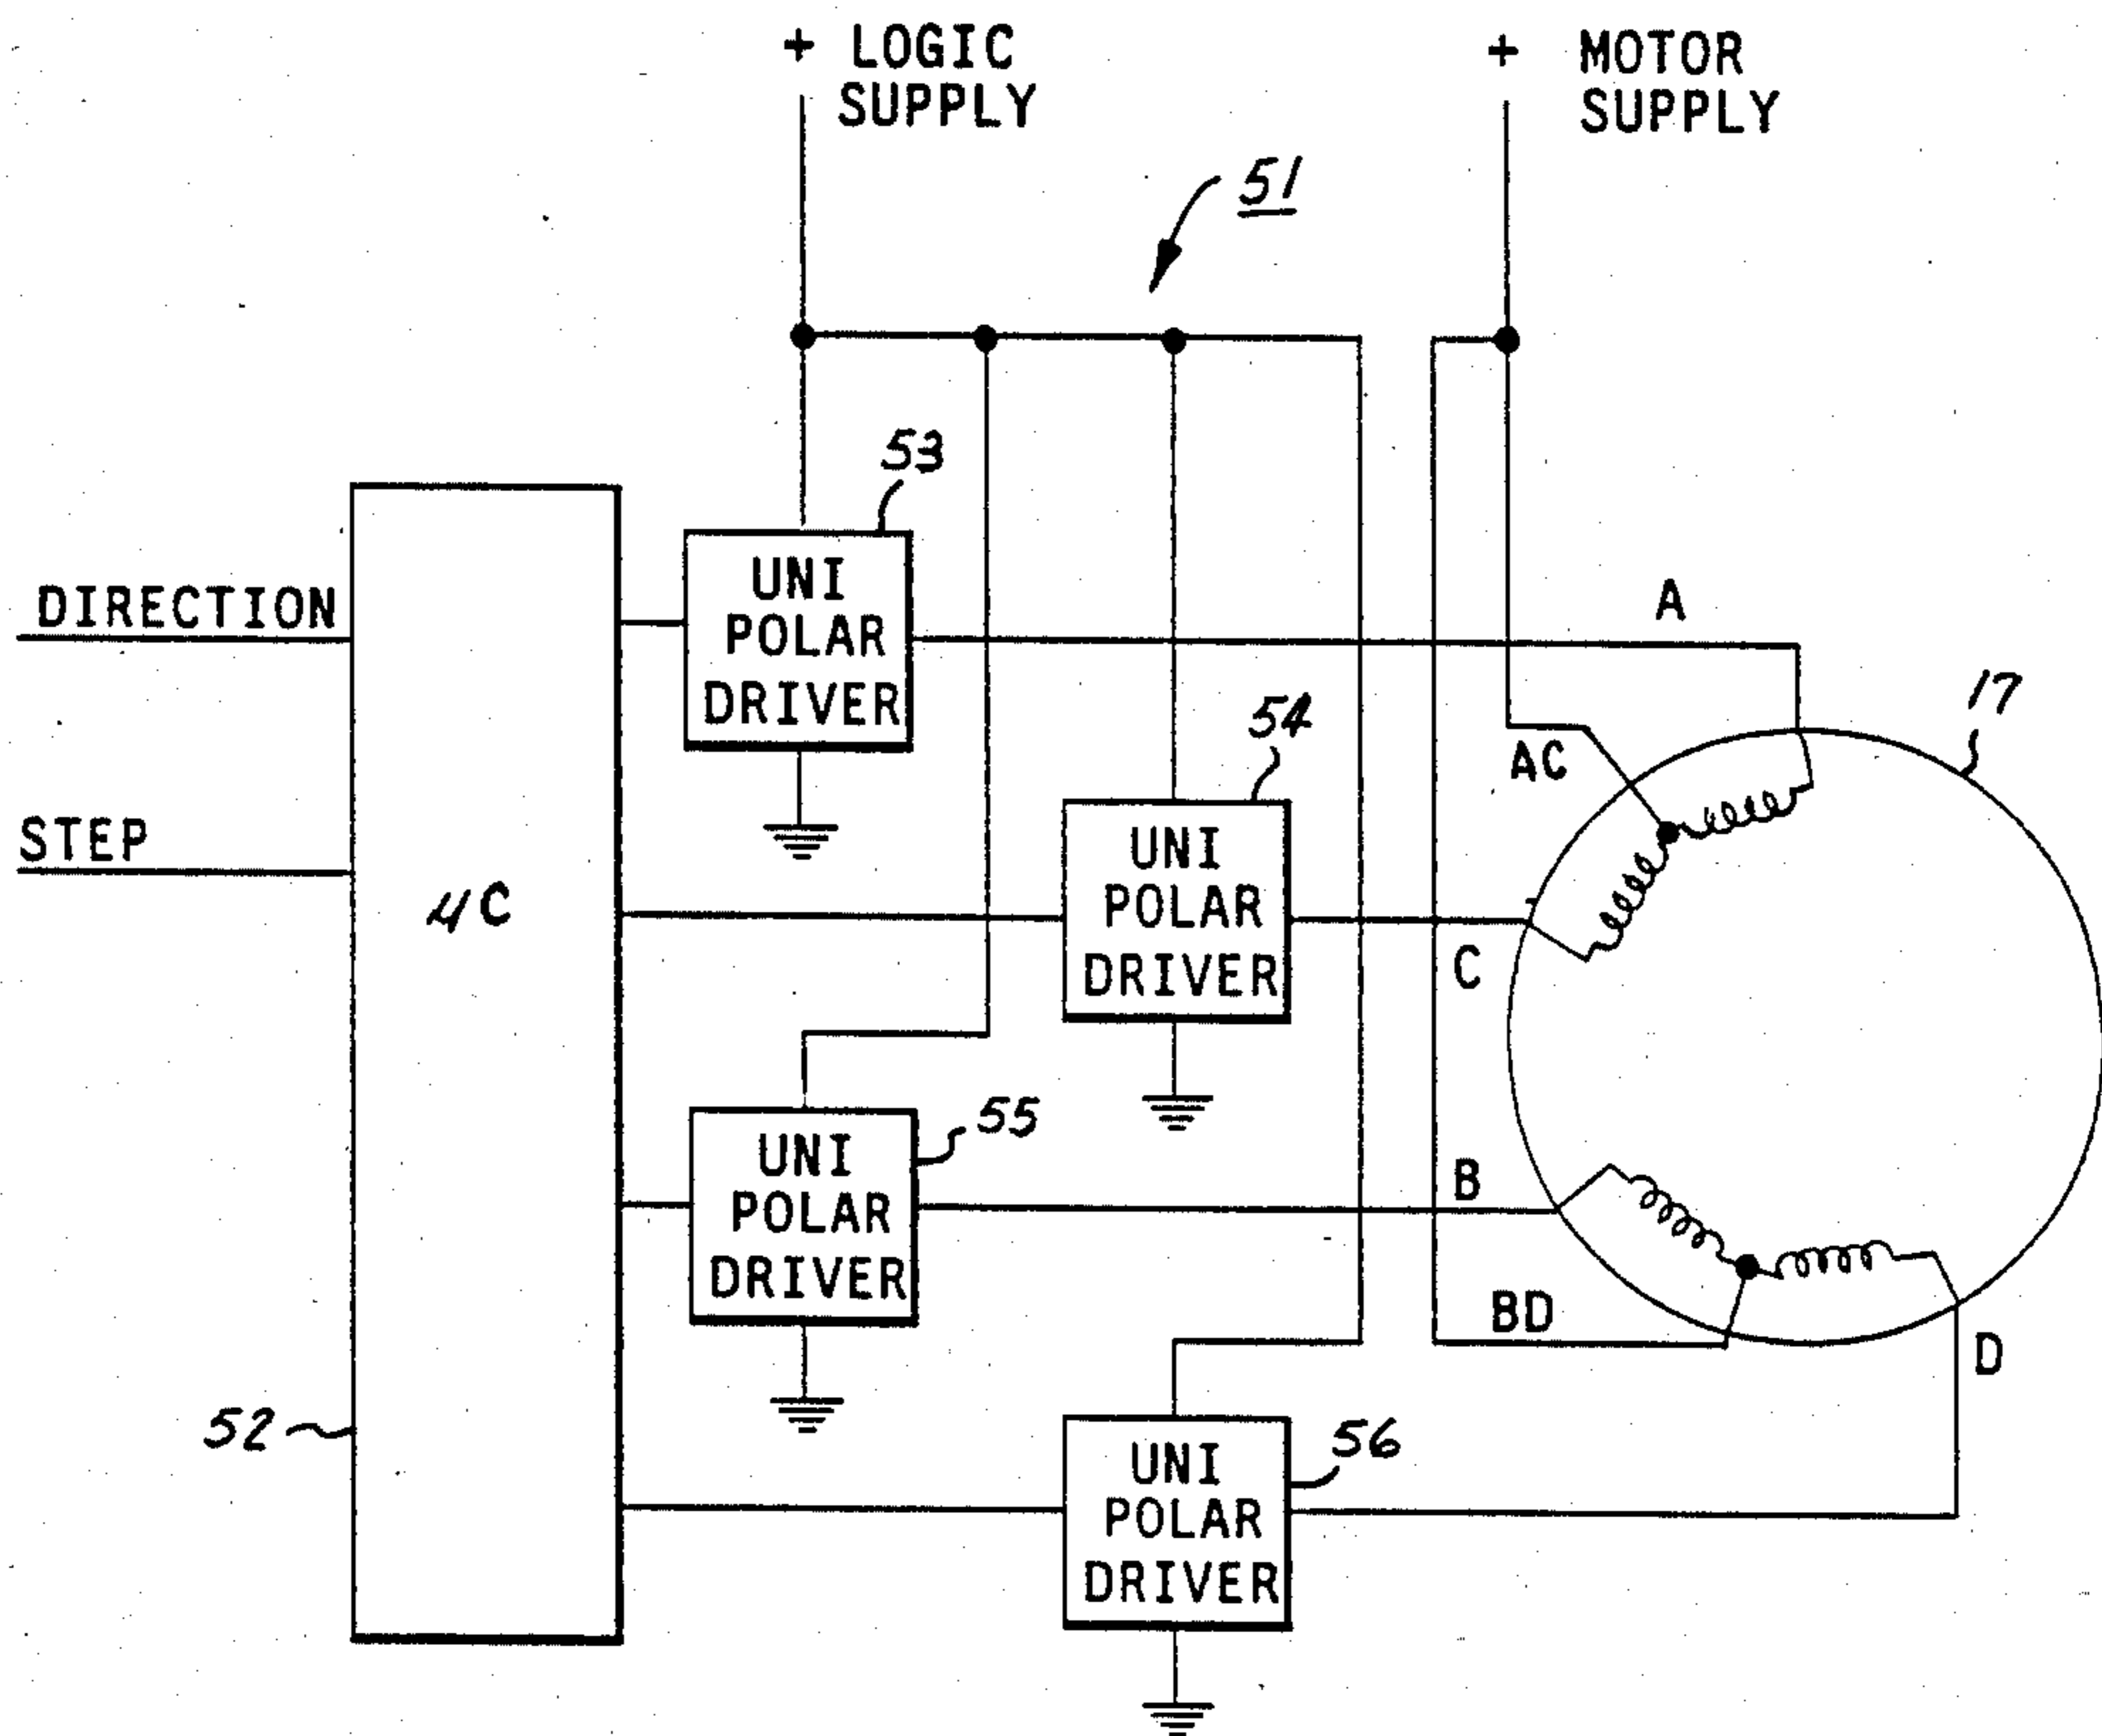 + LOGIC
SUPPLY
+ MOTOR
SUPPLY
51
53
UNI
POLAR
DRIVER
DIRECTION
A
17
54
AC
STEP
UNI
POLAR
DRIVER
4C
C
55
UNI
POLAR
DRIVER
B
BD
D
52
56
UNI
POLAR
DRIVER